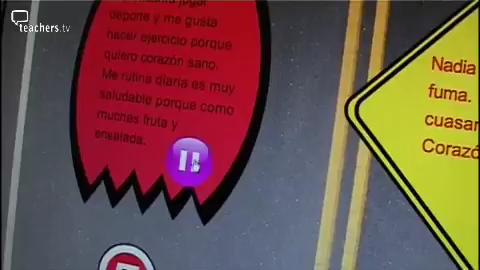 teachers.tv
jugar
deporte y me gusta
hacer ejercicio porque
quiero corazón sano.
Me rutina diaria es muy
saludable porque como
muchas fruta y
ensalada.
Nadia
fuma.
cuasar
Corazó